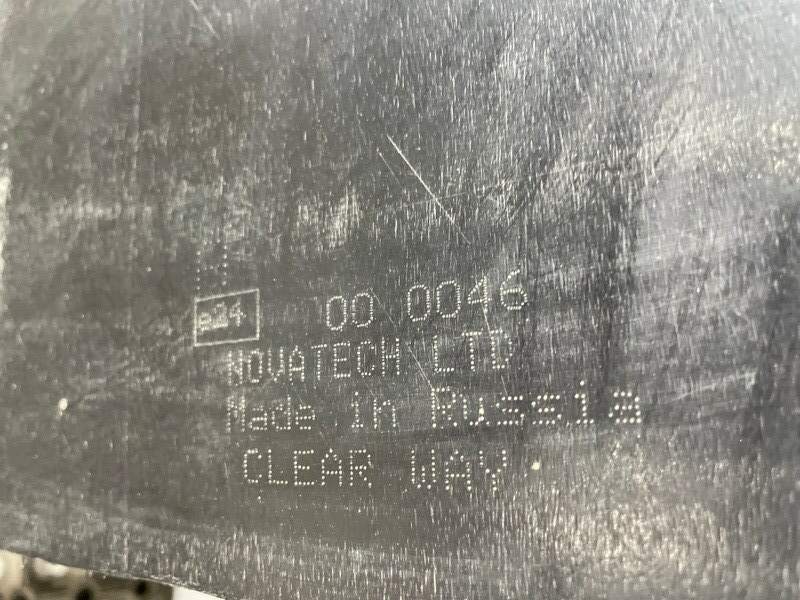 e24 00 0046
NOVATECH LTD
Made in Russia
CLEAR WAY